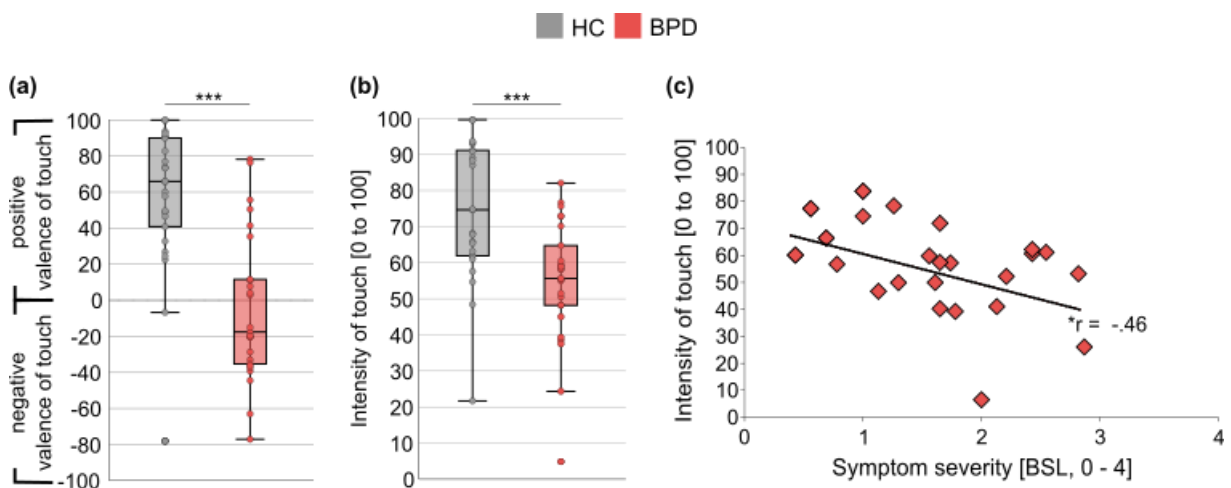 HC BPD
(a)
***
positive
valence of touch
negative
valence of touch
100
80
60
40
20
0
-20
-40
-60
-80
-100
(b)
***
Intensity of touch [0 to 100]
100
90
80
70
60
50
40
30
20
10
0
(c)
Intensity of touch [0 to 100]
100
90
80
70
60
50
40
30
20
10
0
*r = -.46
0 1 2 3 4
Symptom severity [BSL, 0 - 4]